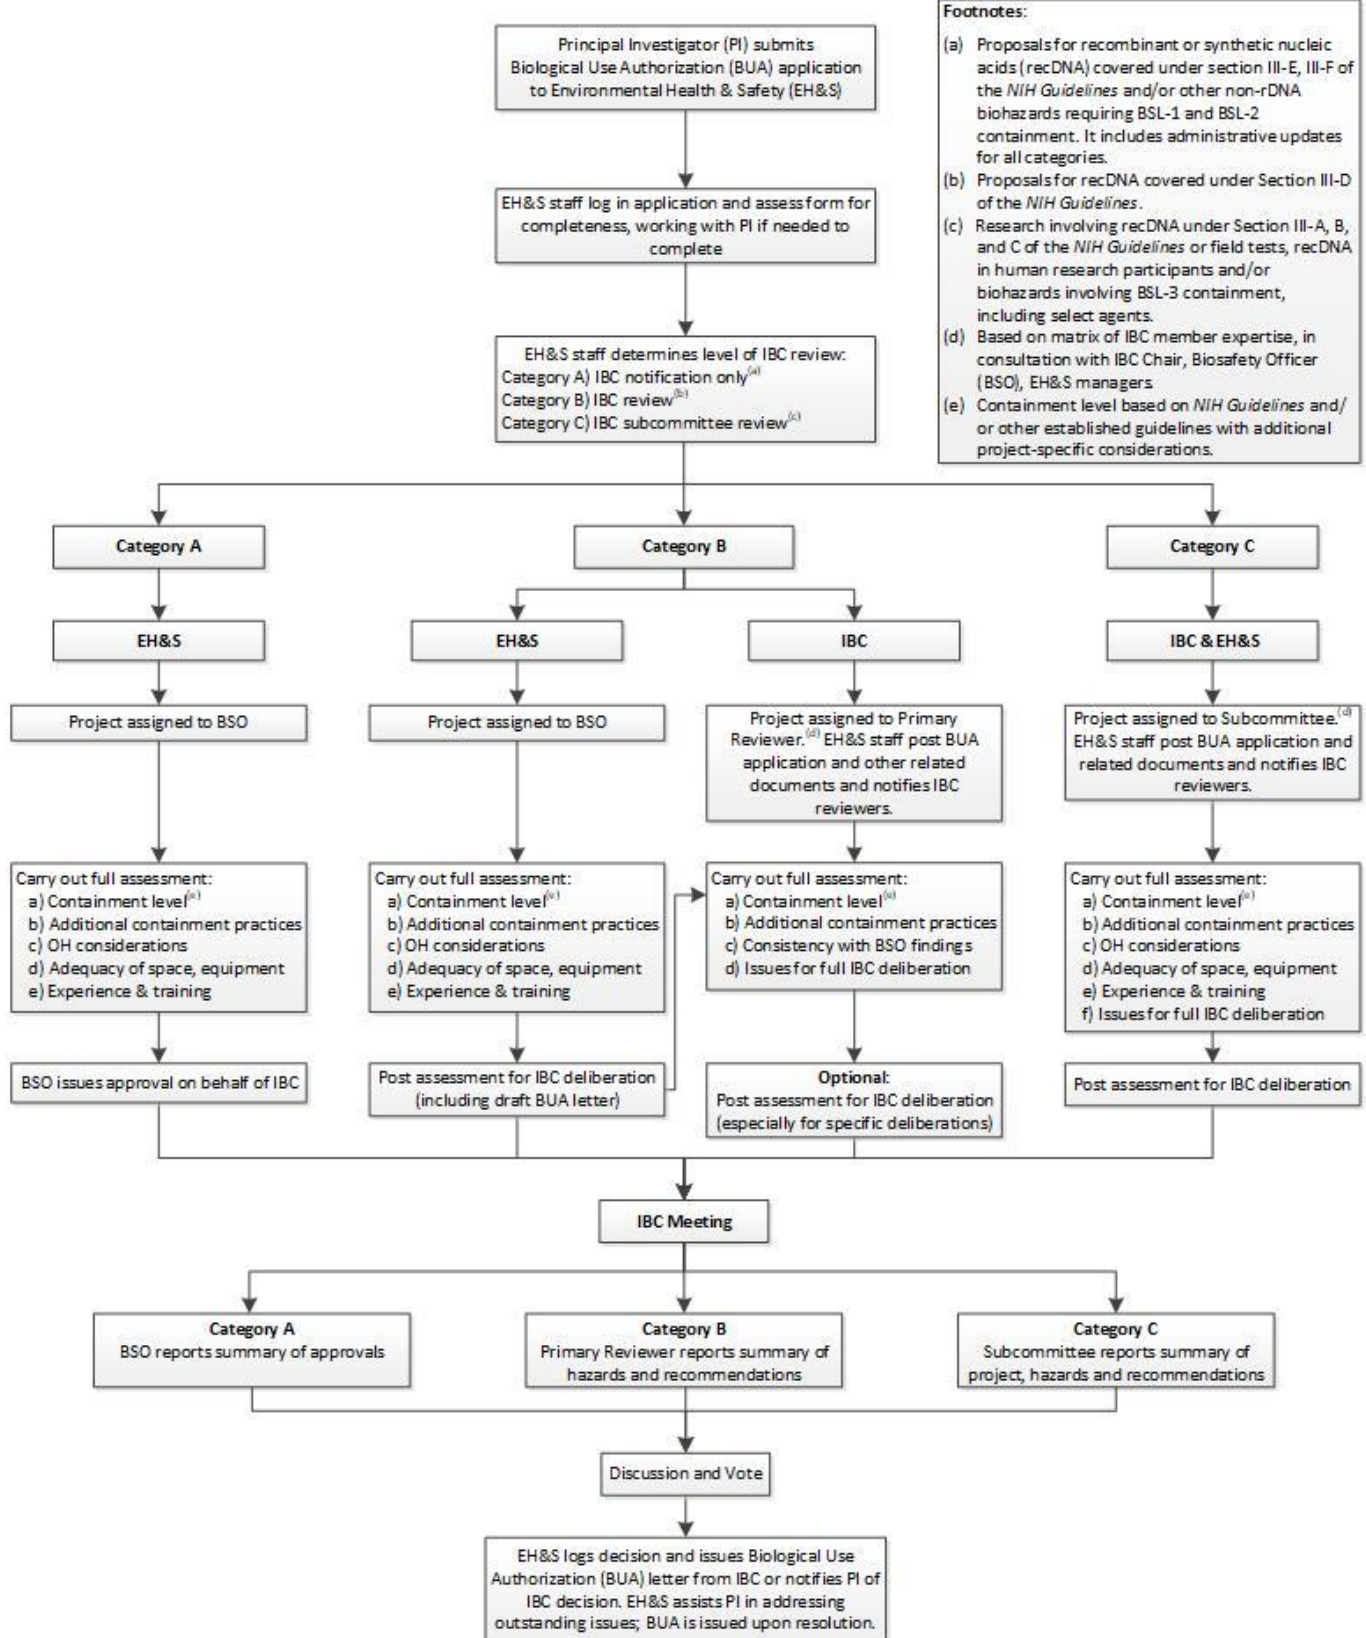 Principal Investigator (PI) submits
Biological Use Authorization (BUA) application
to Environmental Health & Safety (EH&S)
Footnotes:
(a) Proposals for recombinant or synthetic nucleic
acids (recDNA) covered under section III-E, III-F of
the NIH Guidelines and/or other non-rDNA
biohazards requiring BSL-1 and BSL-2
containment. It includes administrative updates
for all categories.
(b) Proposals for recDNA covered under Section III-D
of the NIH Guidelines.
(c) Research involving recDNA under Section III-A, B,
and C of the NIH Guidelines or field tests, recDNA
in human research participants and/or
biohazards involving BSL-3 containment,
including select agents.
(d) Based on matrix of IBC member expertise, in
consultation with IBC Chair, Biosafety Officer
(BSO), EH&S managers.
(e) Containment level based on NIH Guidelines and/
or other established guidelines with additional
project-specific considerations.
EH&S staff log in application and assess form for
completeness, working with PI if needed to
complete
EH&S staff determines level of IBC review:
Category A) IBC notification only(a)
Category B) IBC review(b)
Category C) IBC subcommittee review(c)
Category A
Category B
Category C
EH&S
EH&S
IBC
IBC & EH&S
Project assigned to BSO
Project assigned to BSO
Project assigned to Primary
Reviewer.(d) EH&S staff post BUA
application and other related
documents and notifies IBC
reviewers.
Project assigned to Subcommittee.(d)
EH&S staff post BUA application and
related documents and notifies IBC
reviewers.
Carry out full assessment:
a) Containment level(e)
b) Additional containment practices
c) OH considerations
d) Adequacy of space, equipment
e) Experience & training
Carry out full assessment:
a) Containment level(e)
b) Additional containment practices
c) OH considerations
d) Adequacy of space, equipment
e) Experience & training
Carry out full assessment:
a) Containment level(e)
b) Additional containment practices
c) Consistency with BSO findings
d) Issues for full IBC deliberation
Carry out full assessment:
a) Containment level(e)
b) Additional containment practices
c) OH considerations
d) Adequacy of space, equipment
e) Experience & training
f) Issues for full IBC deliberation
BSO issues approval on behalf of IBC
Post assessment for IBC deliberation
(including draft BUA letter)
Optional:
Post assessment for IBC deliberation
(especially for specific deliberations)
Post assessment for IBC deliberation
IBC Meeting
Category A
BSO reports summary of approvals
Category B
Primary Reviewer reports summary of
hazards and recommendations
Category C
Subcommittee reports summary of
project, hazards and recommendations
Discussion and Vote
EH&S logs decision and issues Biological Use
Authorization (BUA) letter from IBC or notifies PI of
IBC decision. EH&S assists PI in addressing
outstanding issues; BUA is issued upon resolution.